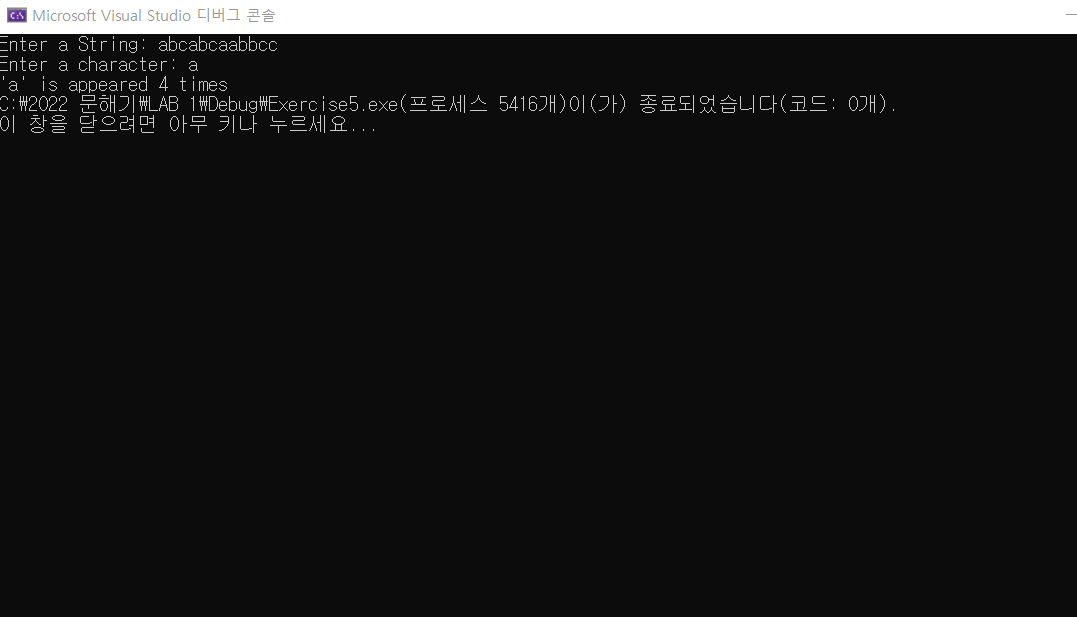 Microsoft Visual Studio 디버그 콘솔
Enter a String: abcabcaabbcc
Enter a character: a
'a' is appeared 4 times
C:₩2022 문해기₩LAB 1₩Debug₩Exercise5.exe(프로세스 5416개)이(가) 종료되었습니다(코드: 0개).
이 창을 닫으려면 아무 키나 누르세요...